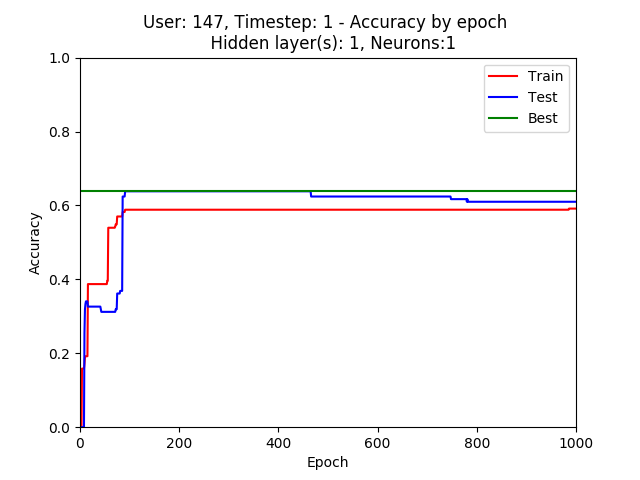 User: 147, Timestep: 1 - Accuracy by epoch
Hidden layer(s): 1, Neurons:1
Train
Test
Best
Accuracy
1.0
0.8
0.6
0.4
0.2
0.0
0 200 400 600 800 1000
Epoch